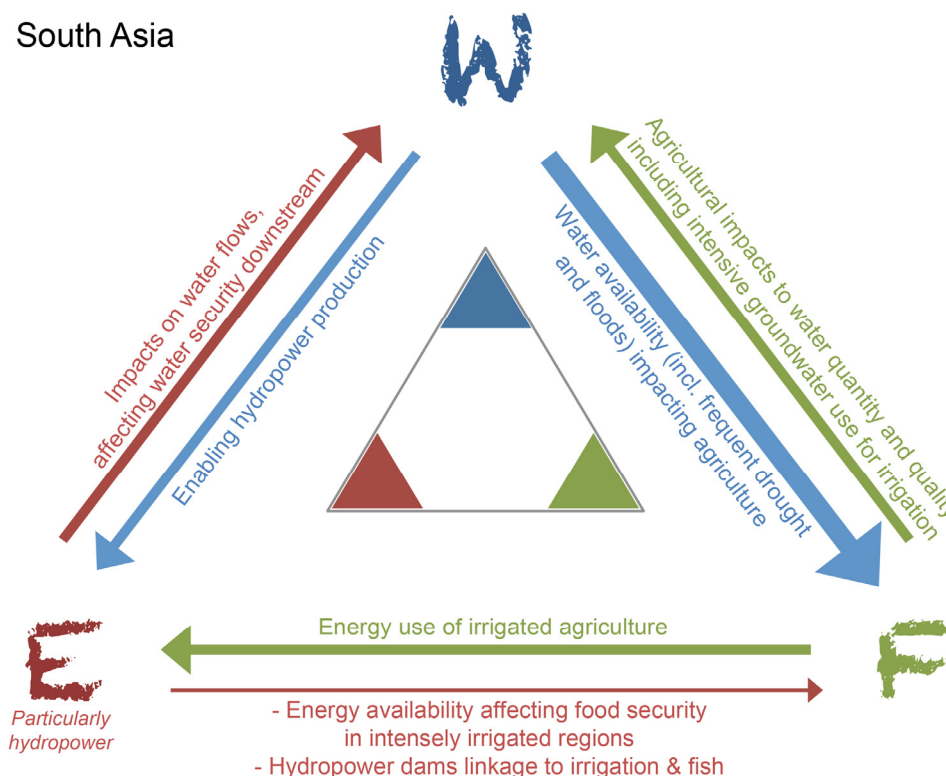 South Asia
W
Impacts on water flows,
affecting water security downstream
Enabling hydropower production
Water availability (incl. frequent drought
and floods) impacting agriculture
Agricultural impacts to water quantity and quality
including intensive groundwater use for irrigation
E
Particularly
hydropower
F
Energy use of irrigated agriculture
- Energy availability affecting food security
in intensely irrigated regions
- Hydropower dams linkage to irrigation & fish